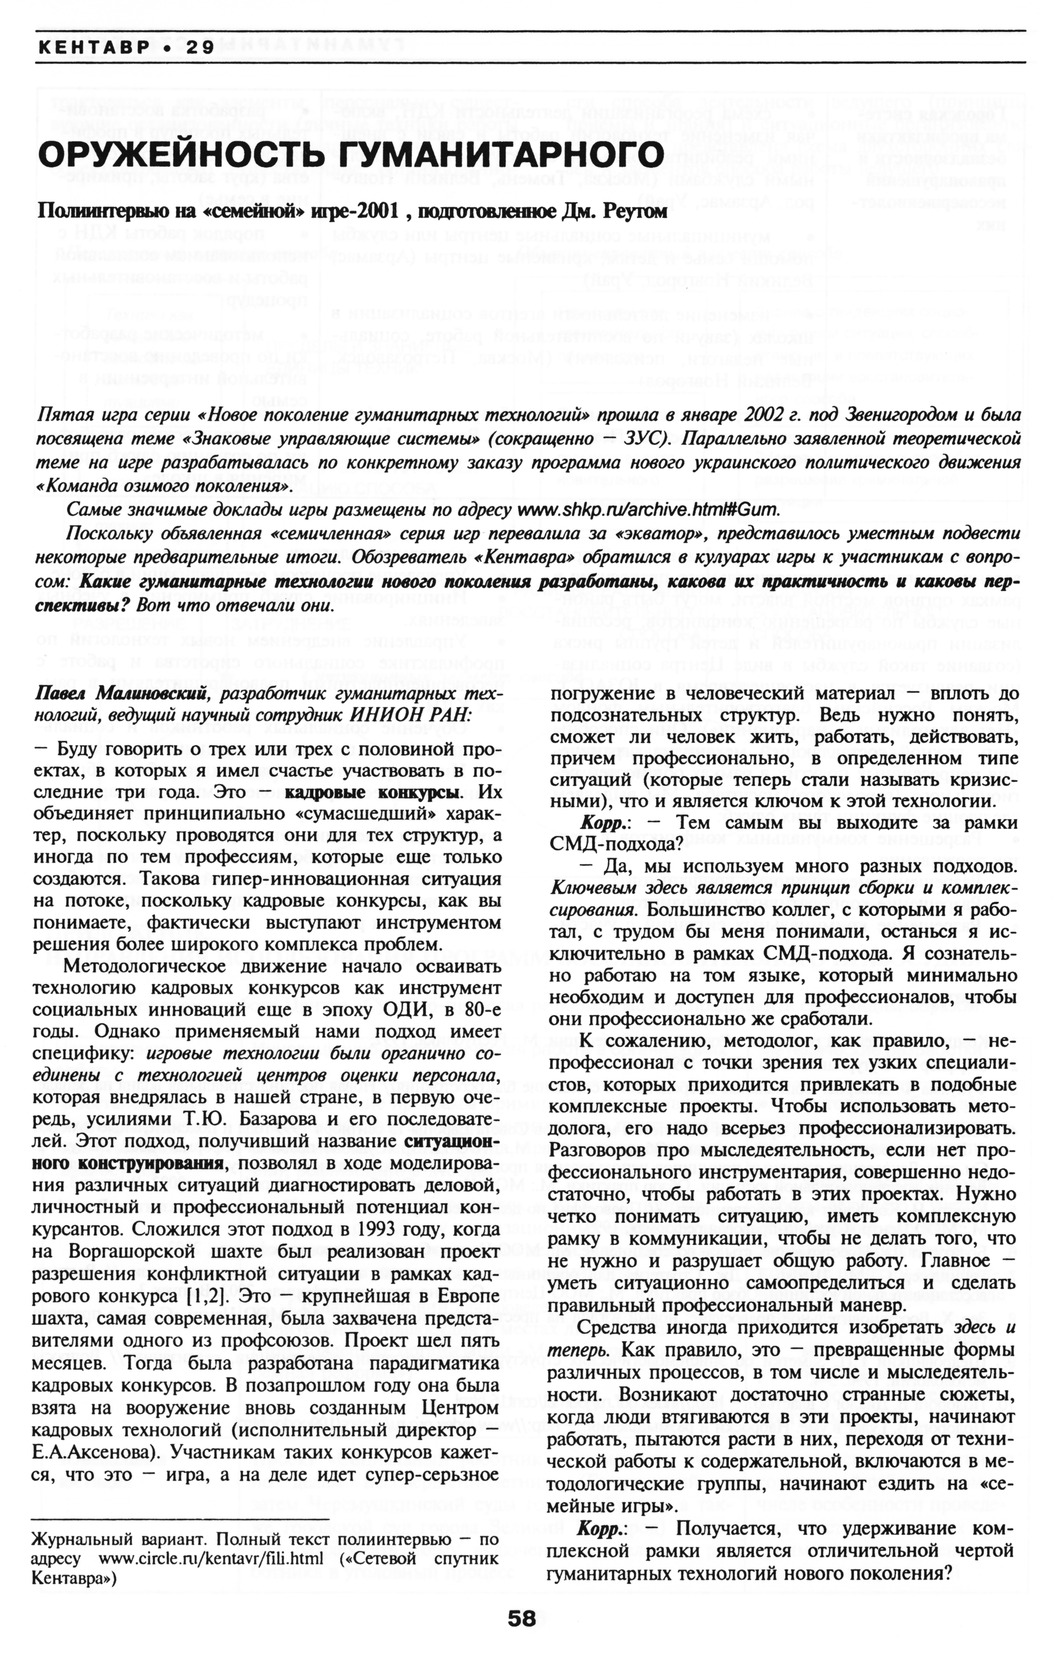 КЕНТАВР • 29
ОРУЖЕЙНОСТЬ ГУМАНИТАРНОГО
Полиинтервью на «семейной» игре-2001 , подготовленное Дм. Реутом
Пятая игра серии «Новое поколение гуманитарных технологий» прошла в январе 2002 г. под Звенигородом и была
посвящена теме «Знаковые управляющие системы» (сокращенно — ЗУС). Параллельно заявленной теоретической
теме на игре разрабатывалась по конкретному заказу программа нового украинского политического движения
«Команда озимого поколения».
Самые значимые доклады игры размещены по адресу www.shkp.ru/archive.html#Gum.
Поскольку объявленная «семичленная» серия игр перевалила за «экватор», представилось уместным подвести
некоторые предварительные итоги. Обозреватель «Кентавра» обратился в кулуарах игры к участникам с вопро-
сом: Какие гуманитарные технологии нового поколения разработаны, какова их практичность и каковы пер-
спективы? Вот что отвечали они.
Павел Малиновский, разработчик гуманитарных тех-
нологий, ведущий научный сотрудник ИНИОН РАН:
— Буду говорить о трех или трех с половиной про-
ектах, в которых я имел счастье участвовать в по-
следние три года. Это — кадровые конкурсы. Их
объединяет принципиально «сумасшедший» харак-
тер, поскольку проводятся они для тех структур, а
иногда по тем профессиям, которые еще только
создаются. Такова гипер-инновационная ситуация
на потоке, поскольку кадровые конкурсы, как вы
понимаете, фактически выступают инструментом
решения более широкого комплекса проблем.
Методологическое движение начало осваивать
технологию кадровых конкурсов как инструмент
социальных инноваций еще в эпоху ОДИ, в 80-е
годы. Однако применяемый нами подход имеет
специфику: игровые технологии были органично со-
единены с технологией центров оценки персонала,
которая внедрялась в нашей стране, в первую оче-
редь, усилиями Т.Ю. Базарова и его последовате-
лей. Этот подход, получивший название ситуацион-
ного конструирования, позволял в ходе моделирова-
ния различных ситуаций диагностировать деловой,
личностный и профессиональный потенциал кон-
курсантов. Сложился этот подход в 1993 году, когда
на Воргашорской шахте был реализован проект
разрешения конфликтной ситуации в рамках кад-
рового конкурса [1,2]. Это — крупнейшая в Европе
шахта, самая современная, была захвачена предста-
вителями одного из профсоюзов. Проект шел пять
месяцев. Тогда была разработана парадигматика
кадровых конкурсов. В позапрошлом году она была
взята на вооружение вновь созданным Центром
кадровых технологий (исполнительный директор —
Е.А.Аксенова). Участникам таких конкурсов кажет-
ся, что это — игра, а на деле идет супер-серьзное
Журнальный вариант. Полный текст полиинтервью — по
адресу www.circle.ru/kentavr/fili.html («Сетевой спутник
Кентавра»)
погружение в человеческий материал — вплоть до
подсознательных структур. Ведь нужно понять,
сможет ли человек жить, работать, действовать,
причем профессионально, в определенном типе
ситуаций (которые теперь стали называть кризис-
ными), что и является ключом к этой технологии.
Корр.: — Тем самым вы выходите за рамки
СМД-подхода?
— Да, мы используем много разных подходов.
Ключевым здесь является принцип сборки и комплек-
сирования. Большинство коллег, с которыми я рабо-
тал, с трудом бы меня понимали, останься я ис-
ключительно в рамках СМД-подхода. Я сознатель-
но работаю на том языке, который минимально
необходим и доступен для профессионалов, чтобы
они профессионально же сработали.
К сожалению, методолог, как правило, — не-
профессионал с точки зрения тех узких специали-
стов, которых приходится привлекать в подобные
комплексные проекты. Чтобы использовать мето-
долога, его надо всерьез профессионализировать.
Разговоров про мыследеятельность, если нет про-
фессионального инструментария, совершенно недо-
статочно, чтобы работать в этих проектах. Нужно
четко понимать ситуацию, иметь комплексную
рамку в коммуникации, чтобы не делать того, что
не нужно и разрушает общую работу. Главное —
уметь ситуационно самоопределиться и сделать
правильный профессиональный маневр.
Средства иногда приходится изобретать здесь и
теперь. Как правило, это — превращенные формы
различных процессов, в том числе и мыследеятель-
ности. Возникают достаточно странные сюжеты,
когда люди втягиваются в эти проекты, начинают
работать, пытаются расти в них, переходя от техни-
ческой работы к содержательной, включаются в ме-
тодологические группы, начинают ездить на «се-
мейные игры».
Корр.: — Получается, что удерживание ком-
плексной рамки является отличительной чертой
гуманитарных технологий нового поколения?
58